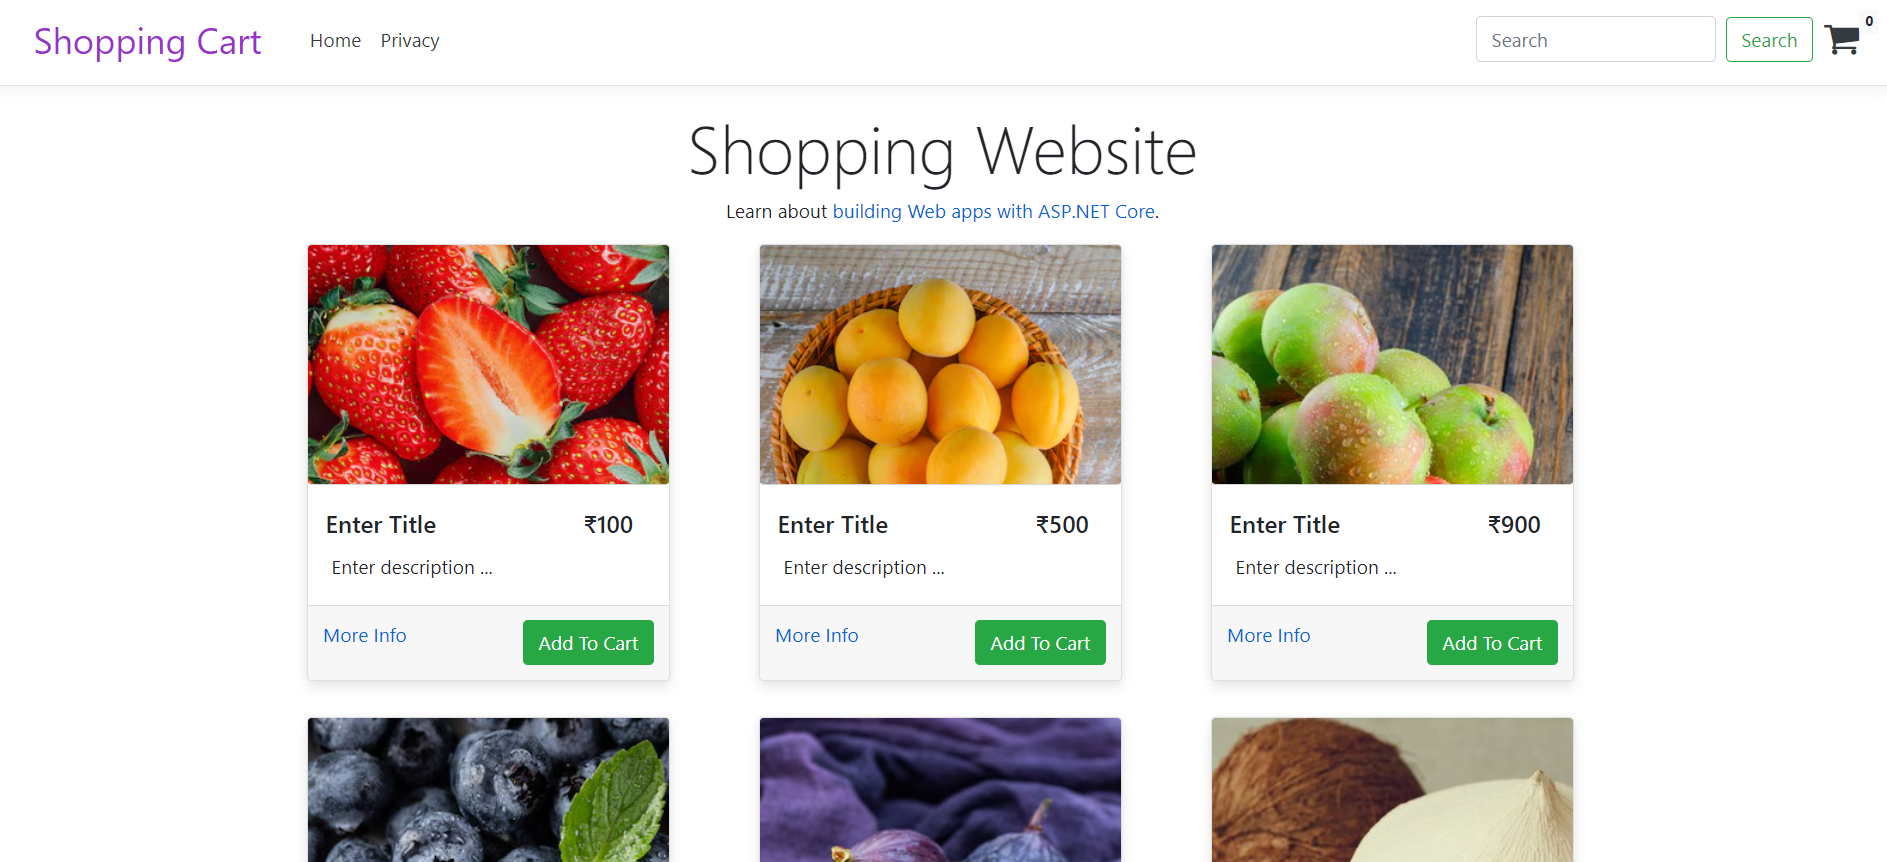 Shopping Cart Home Privacy Search Search 0
Shopping Website
Learn about building Web apps with ASP.NET Core.
Enter Title ₹100
Enter description ...
More Info Add To Cart
Enter Title ₹500
Enter description ...
More Info Add To Cart
Enter Title ₹900
Enter description ...
More Info Add To Cart